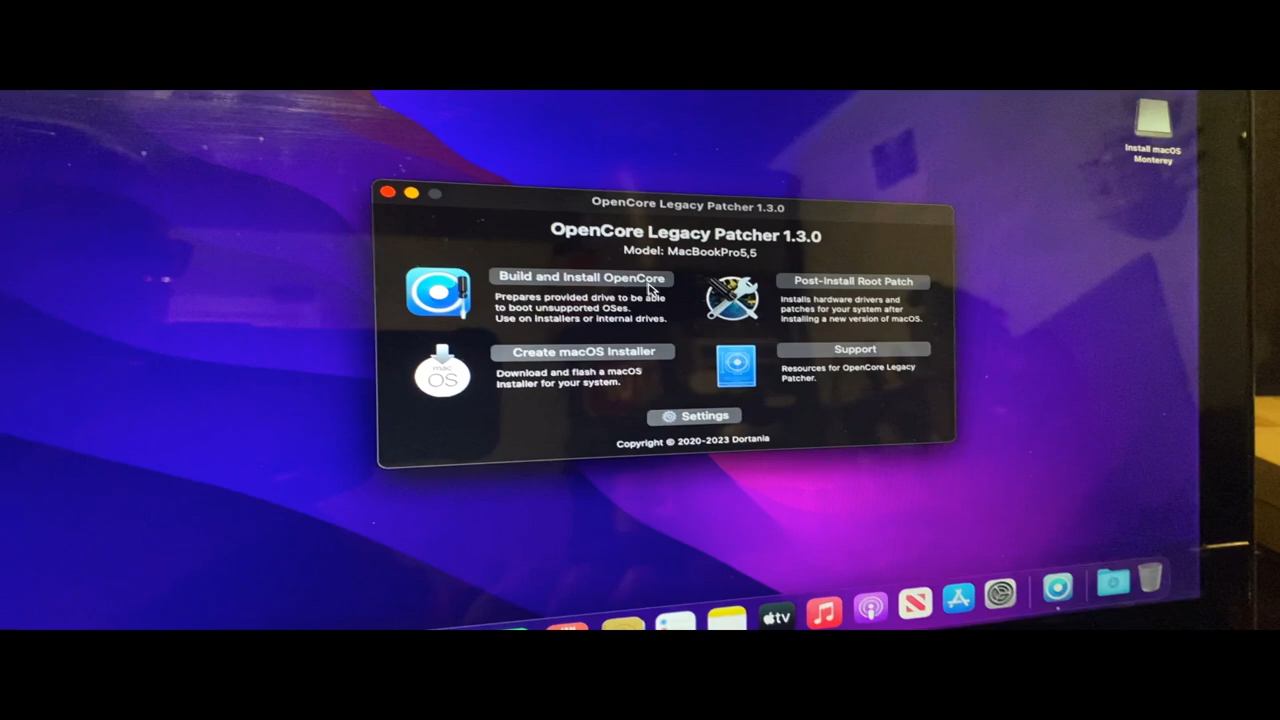 Install macOS
Monterey
OpenCore Legacy Patcher 1.3.0
OpenCore Legacy Patcher 1.3.0
Model: MacBookPro5,5
Build and Install OpenCore
Prepares provided drive to be able
to boot unsupported OSes.
Use on installers or internal drives.
Post-Install Root Patch
Installs hardware drivers and
patches for your system after
installing a new version of macOS.
mac
OS
Create macOS Installer
Download and flash a macOS
Installer for your system.
Support
Resources for OpenCore Legacy
Patcher.
Settings
Copyright © 2020-2023 Dortania
tv